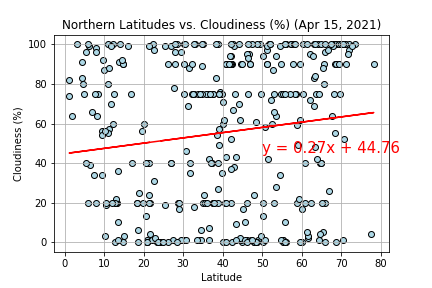 Northern Latitudes vs. Cloudiness (%) (Apr 15, 2021)
100
80
60
40
20
0
Cloudiness (%)
y = 0.27x + 44.76
0 10 20 30 40 50 60 70 80
Latitude